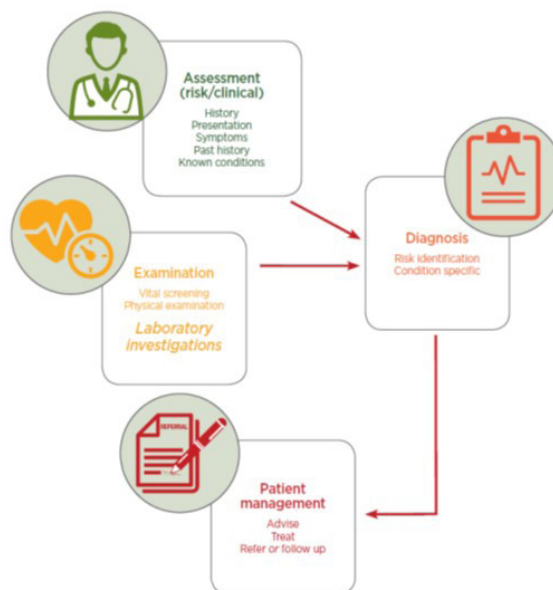 Assessment
(risk/clinical)
History
Presentation
Symptoms
Past history
Known conditions
Examination
Vital screening
Physical examination
Laboratory
investigations
Diagnosis
Risk identification
Condition specific
REFERRAL
Patient
management
Advise
Treat
Refer or follow up